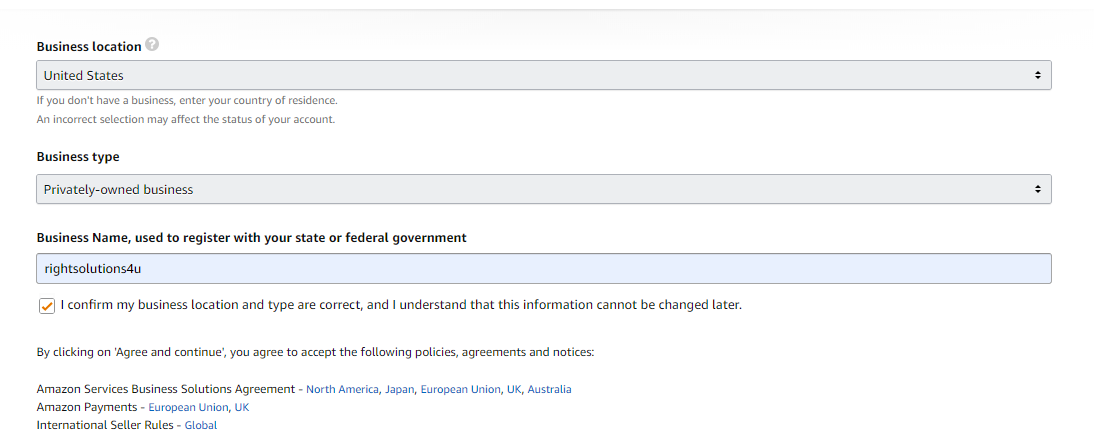 Business location ?
United States
If you don't have a business, enter your country of residence.
An incorrect selection may affect the status of your account.
Business type
Privately-owned business
Business Name, used to register with your state or federal government
rightsolutions4u
I confirm my business location and type are correct, and I understand that this information cannot be changed later.
By clicking on 'Agree and continue', you agree to accept the following policies, agreements and notices:
Amazon Services Business Solutions Agreement - North America, Japan, European Union, UK, Australia
Amazon Payments - European Union, UK
International Seller Rules - Global